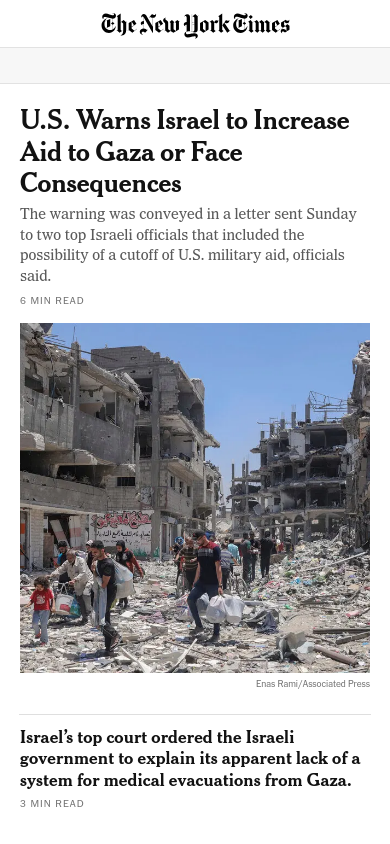 The New York Times
U.S. Warns Israel to Increase
Aid to Gaza or Face
Consequences
The warning was conveyed in a letter sent Sunday
to two top Israeli officials that included the
possibility of a cutoff of U.S. military aid, officials
said.
6 MIN READ
Enas Rami/Associated Press
Israel’s top court ordered the Israeli
government to explain its apparent lack of a
system for medical evacuations from Gaza.
3 MIN READ